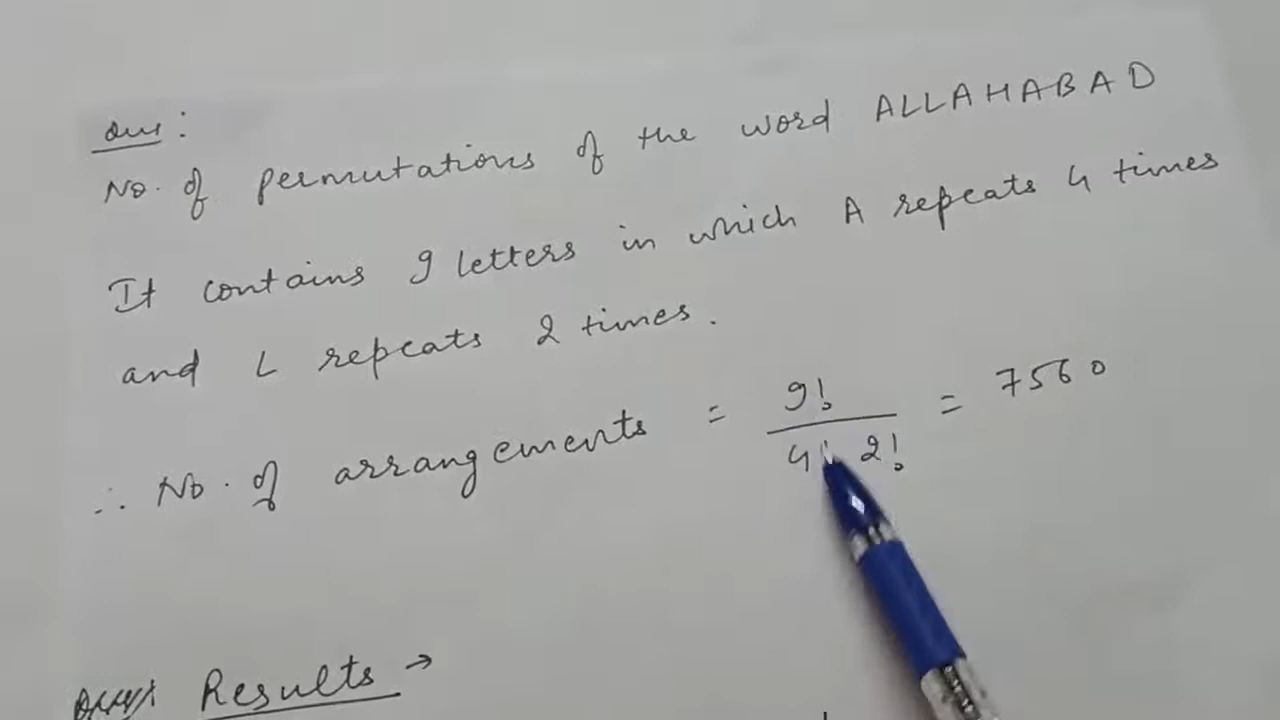 Ans:
No. of permutations of the word ALLAHABAD
It contains 9 letters in which A repeats 4 times
and L repeats 2 times.
∴ No. of arrangements = 9! / 4! 2! = 7560
Results →